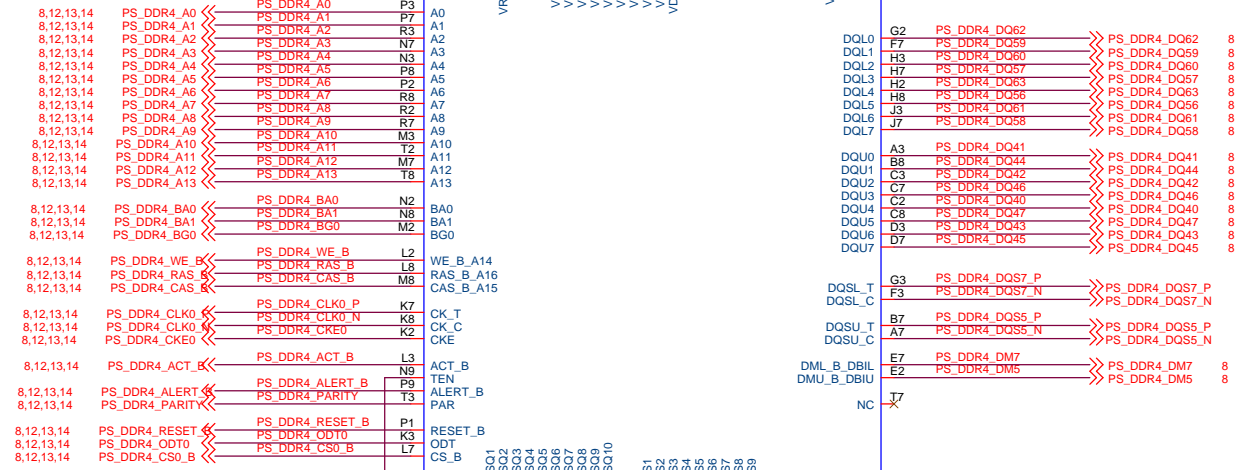 8,12,13,14 PS_DDR4_A0 PS_DDR4_A0 P3 A0
8,12,13,14 PS_DDR4_A1 PS_DDR4_A1 P7 A1
8,12,13,14 PS_DDR4_A2 PS_DDR4_A2 R3 A2
8,12,13,14 PS_DDR4_A3 PS_DDR4_A3 N7 A3
8,12,13,14 PS_DDR4_A4 PS_DDR4_A4 N3 A4
8,12,13,14 PS_DDR4_A5 PS_DDR4_A5 P8 A5
8,12,13,14 PS_DDR4_A6 PS_DDR4_A6 P2 A6
8,12,13,14 PS_DDR4_A7 PS_DDR4_A7 R8 A7
8,12,13,14 PS_DDR4_A8 PS_DDR4_A8 R2 A8
8,12,13,14 PS_DDR4_A9 PS_DDR4_A9 R7 A9
8,12,13,14 PS_DDR4_A10 PS_DDR4_A10 M3 A10
8,12,13,14 PS_DDR4_A11 PS_DDR4_A11 T2 A11
8,12,13,14 PS_DDR4_A12 PS_DDR4_A12 M7 A12
8,12,13,14 PS_DDR4_A13 PS_DDR4_A13 T8 A13
8,12,13,14 PS_DDR4_BA0 PS_DDR4_BA0 N2 BA0
8,12,13,14 PS_DDR4_BA1 PS_DDR4_BA1 N8 BA1
8,12,13,14 PS_DDR4_BG0 PS_DDR4_BG0 M2 BG0
8,12,13,14 PS_DDR4_WE_B PS_DDR4_WE_B L2 WE_B_A14
8,12,13,14 PS_DDR4_RAS_B PS_DDR4_RAS_B L8 RAS_B_A16
8,12,13,14 PS_DDR4_CAS_B PS_DDR4_CAS_B M8 CAS_B_A15
8,12,13,14 PS_DDR4_CLK0_P PS_DDR4_CLK0_P K7 CK_T
8,12,13,14 PS_DDR4_CLK0_N PS_DDR4_CLK0_N K8 CK_C
8,12,13,14 PS_DDR4_CKE0 PS_DDR4_CKE0 K2 CKE
8,12,13,14 PS_DDR4_ACT_B PS_DDR4_ACT_B L3 ACT_B
N9 TEN
8,12,13,14 PS_DDR4_ALERT_B PS_DDR4_ALERT_B P9 ALERT_B
8,12,13,14 PS_DDR4_PARITY PS_DDR4_PARITY T3 PAR
8,12,13,14 PS_DDR4_RESET_B PS_DDR4_RESET_B P1 RESET_B
8,12,13,14 PS_DDR4_ODT0 PS_DDR4_ODT0 K3 ODT
8,12,13,14 PS_DDR4_CS0_B PS_DDR4_CS0_B L7 CS_B
DQL0 G2 PS_DDR4_DQ62 PS_DDR4_DQ62 8
DQL1 F7 PS_DDR4_DQ59 PS_DDR4_DQ59 8
DQL2 H3 PS_DDR4_DQ60 PS_DDR4_DQ60 8
DQL3 H7 PS_DDR4_DQ57 PS_DDR4_DQ57 8
DQL4 H2 PS_DDR4_DQ63 PS_DDR4_DQ63 8
DQL5 H8 PS_DDR4_DQ56 PS_DDR4_DQ56 8
DQL6 J3 PS_DDR4_DQ61 PS_DDR4_DQ61 8
DQL7 J7 PS_DDR4_DQ58 PS_DDR4_DQ58 8
DQU0 A3 PS_DDR4_DQ41 PS_DDR4_DQ41 8
DQU1 B8 PS_DDR4_DQ44 PS_DDR4_DQ44 8
DQU2 C3 PS_DDR4_DQ42 PS_DDR4_DQ42 8
DQU3 C7 PS_DDR4_DQ46 PS_DDR4_DQ46 8
DQU4 C2 PS_DDR4_DQ40 PS_DDR4_DQ40 8
DQU5 C8 PS_DDR4_DQ47 PS_DDR4_DQ47 8
DQU6 D3 PS_DDR4_DQ43 PS_DDR4_DQ43 8
DQU7 D7 PS_DDR4_DQ45 PS_DDR4_DQ45 8
DQSL_T G3 PS_DDR4_DQS7_P PS_DDR4_DQS7_P
DQSL_C F3 PS_DDR4_DQS7_N PS_DDR4_DQS7_N
DQSU_T B7 PS_DDR4_DQS5_P PS_DDR4_DQS5_P
DQSU_C A7 PS_DDR4_DQS5_N PS_DDR4_DQS5_N
DML_B_DBIL E7 PS_DDR4_DM7 PS_DDR4_DM7 8
DMU_B_DBIU E2 PS_DDR4_DM5 PS_DDR4_DM5 8
NC T7